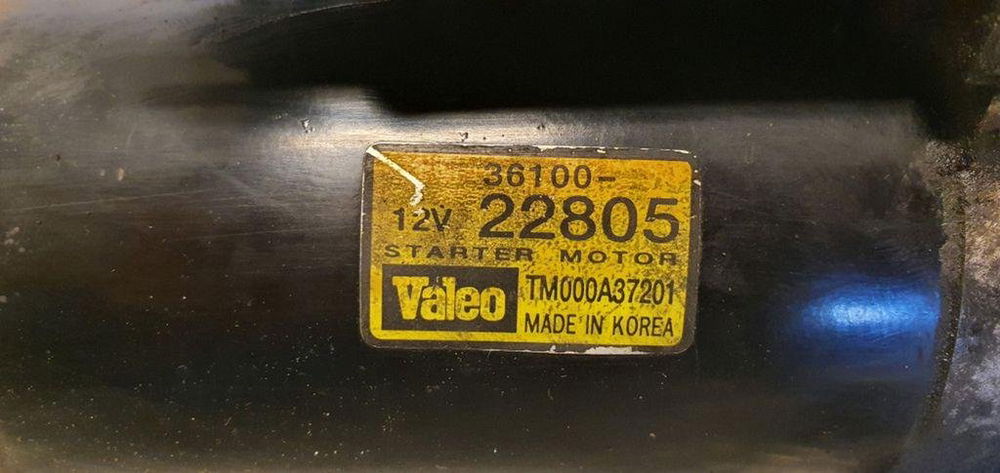 36100-
12V 22805
STARTER MOTOR
Valeo TM000A37201
MADE IN KOREA